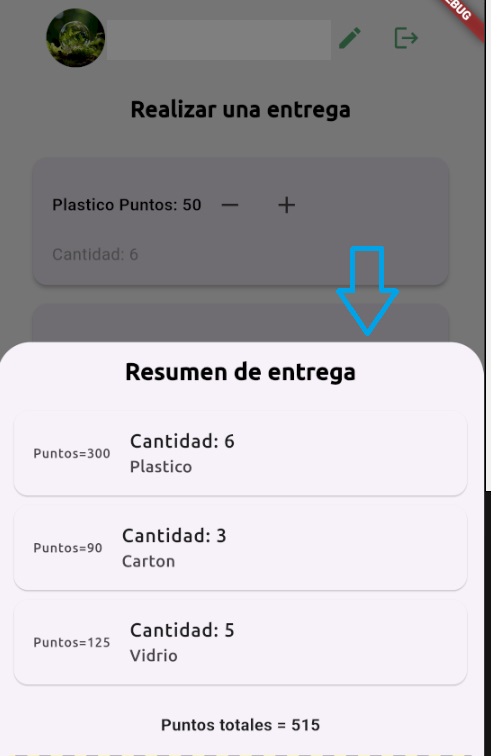 BUG
Realizar una entrega
Plastico Puntos: 50
Cantidad: 6
Resumen de entrega
Puntos=300
Cantidad: 6
Plastico
Puntos=90
Cantidad: 3
Carton
Puntos=125
Cantidad: 5
Vidrio
Puntos totales = 515